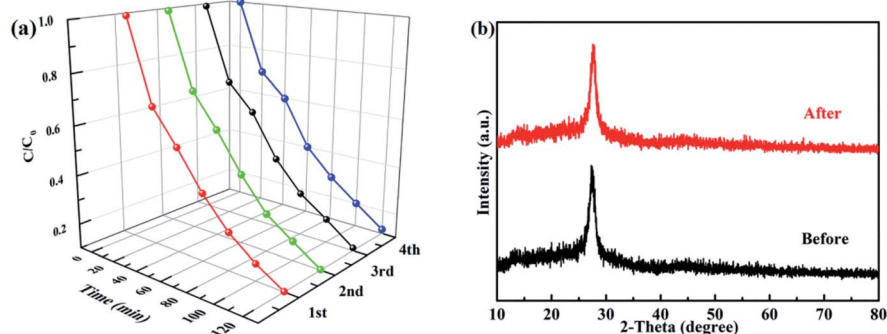 (a)
1.0
0.8
0.6
0.4
0.2
C/C₀
0
20
40
60
80
100
120
Time (min)
1st
2nd
3rd
4th
(b)
Intensity (a.u.)
After
Before
10 20 30 40 50 60 70 80
2-Theta (degree)